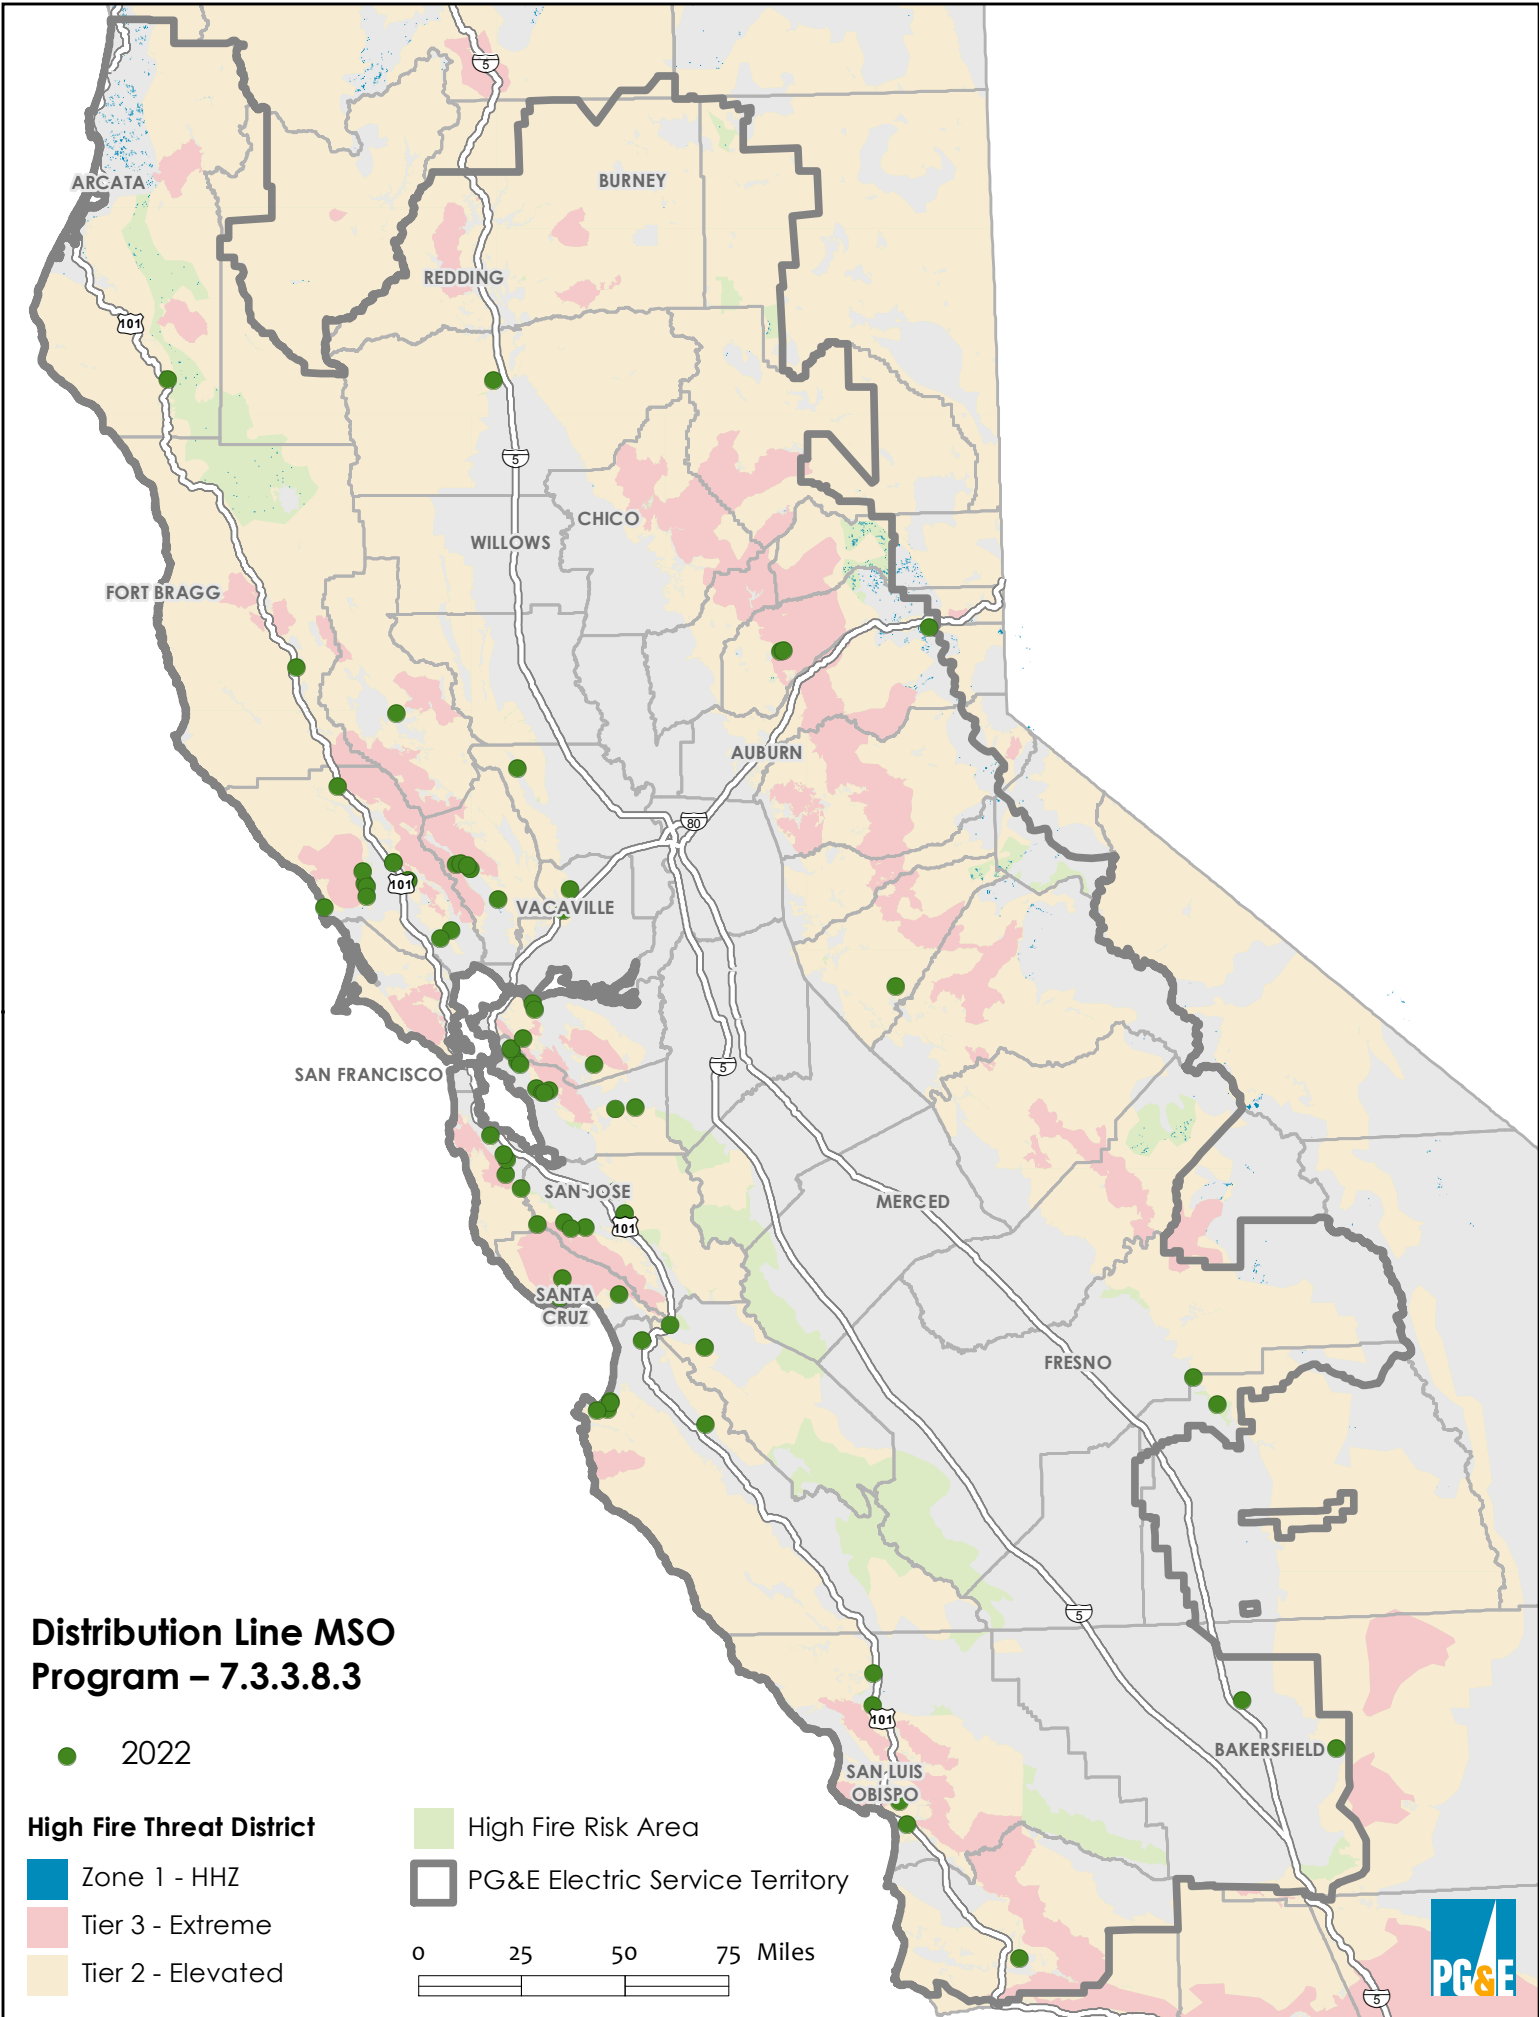 5
ARCATA
BURNEY
REDDING
101
5
CHICO
WILLOWS
FORT BRAGG
AUBURN
80
101
VACAVILLE
5
SAN FRANCISCO
SAN JOSE
MERCED
101
SANTA
CRUZ
FRESNO
5
101
BAKERSFIELD
SAN LUIS
OBISPO
5
Distribution Line MSO
Program – 7.3.3.8.3
2022
High Fire Threat District
Zone 1 - HHZ
Tier 3 - Extreme
Tier 2 - Elevated
High Fire Risk Area
PG&E Electric Service Territory
0 25 50 75 Miles
PG&E